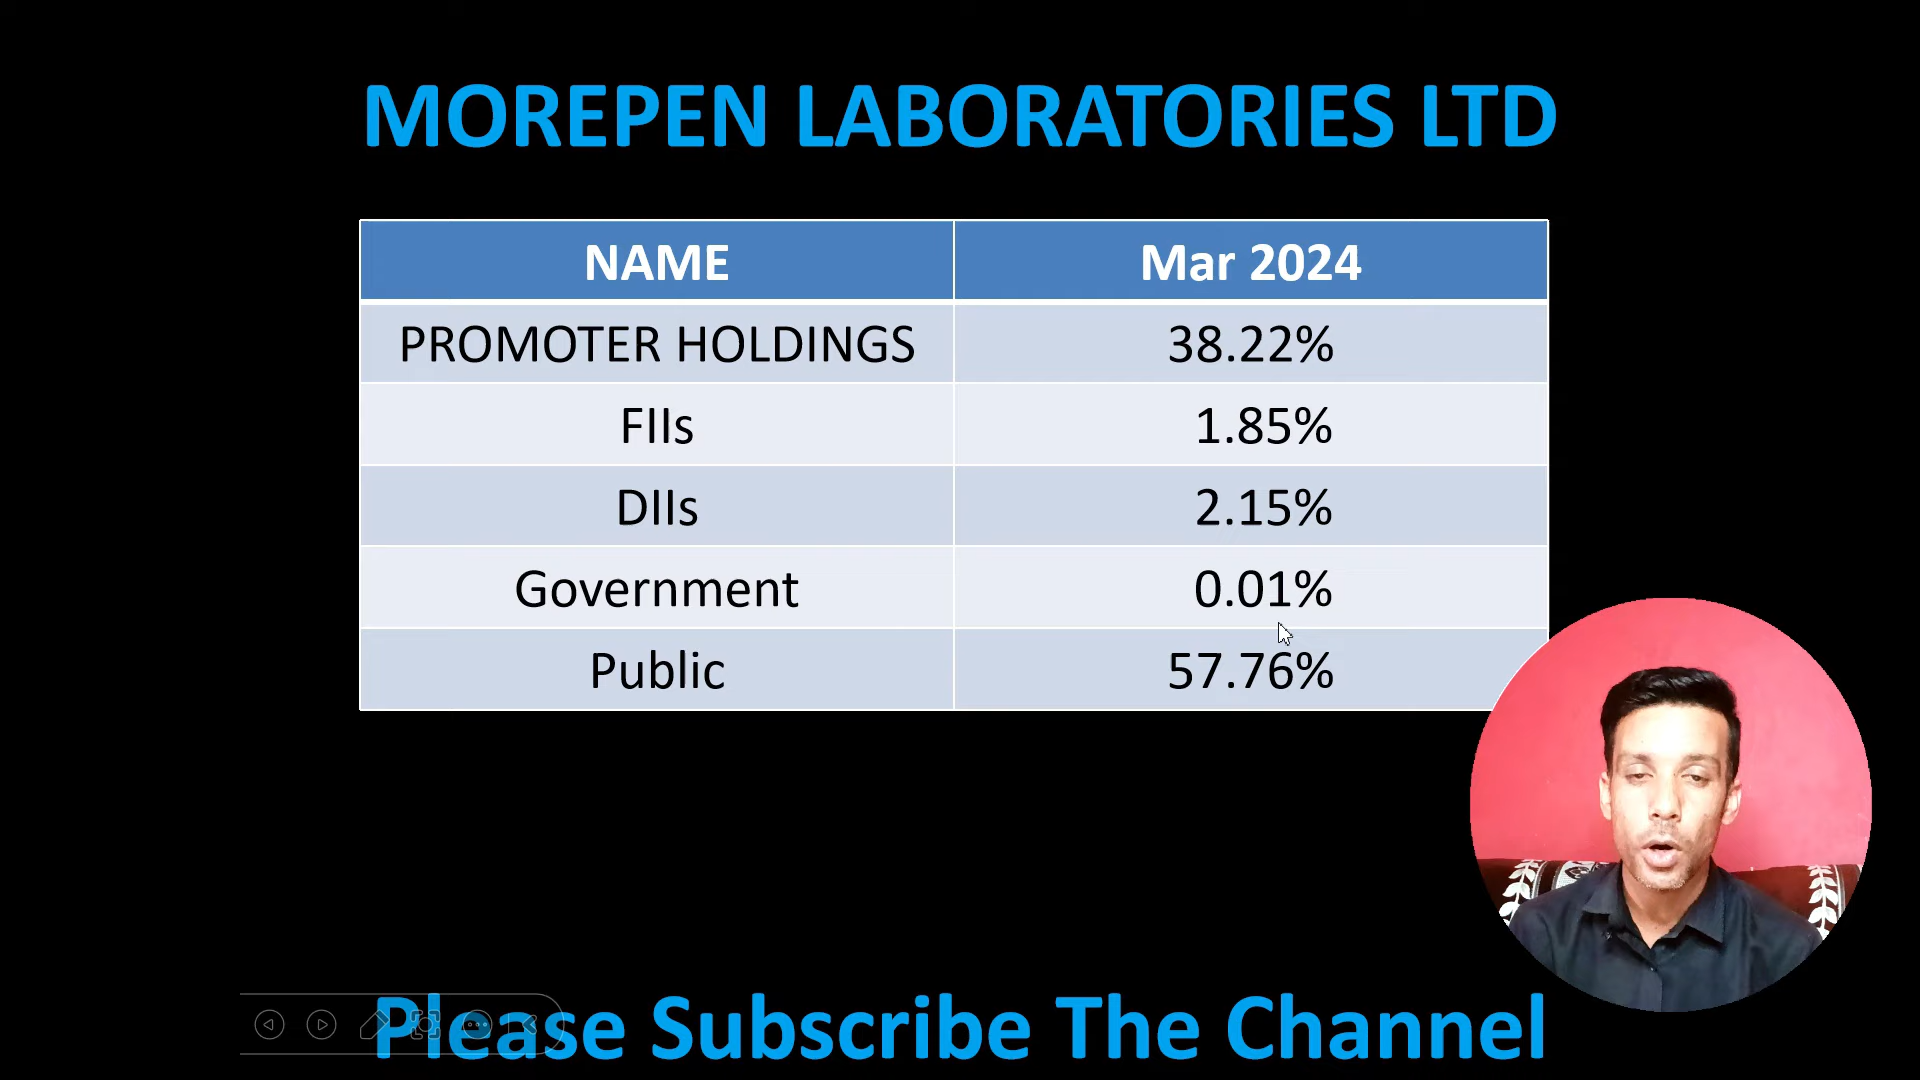 MOREPEN LABORATORIES LTD
NAME Mar 2024
PROMOTER HOLDINGS 38.22%
FIIs 1.85%
DIIs 2.15%
Government 0.01%
Public 57.76%
Please Subscribe The Channel